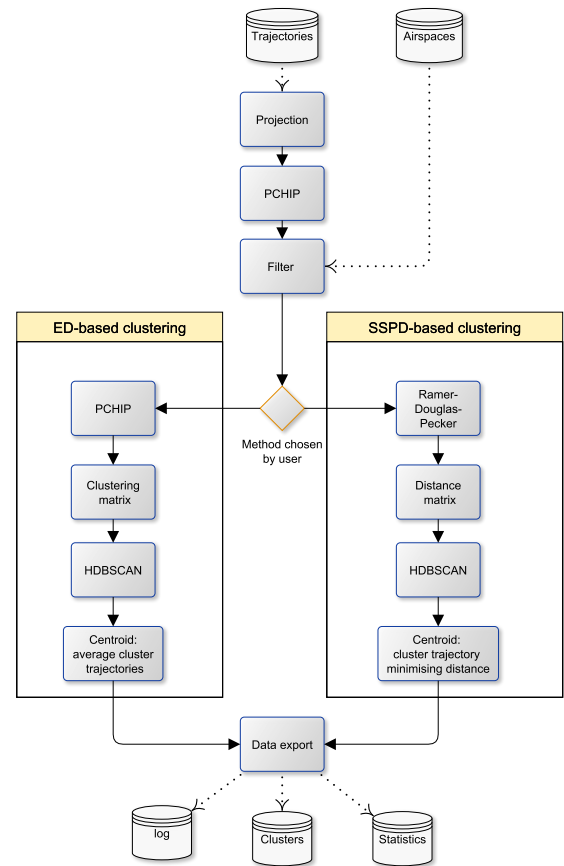 Trajectories
Airspaces
Projection
PCHIP
Filter
ED-based clustering
SSPD-based clustering
PCHIP
Ramer-
Douglas-
Pecker
Method chosen
by user
Clustering
matrix
Distance
matrix
HDBSCAN
HDBSCAN
Centroid:
average cluster
trajectories
Centroid:
cluster trajectory
minimising distance
Data export
log
Clusters
Statistics